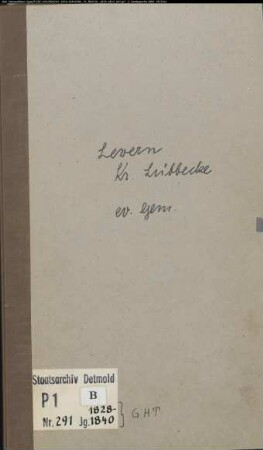 Levern
Kr. Lübbecke
ev. Gem.
Staatsarchiv Detmold
P1 B
1828-
Nr. 291 Jg. 1840
GHT